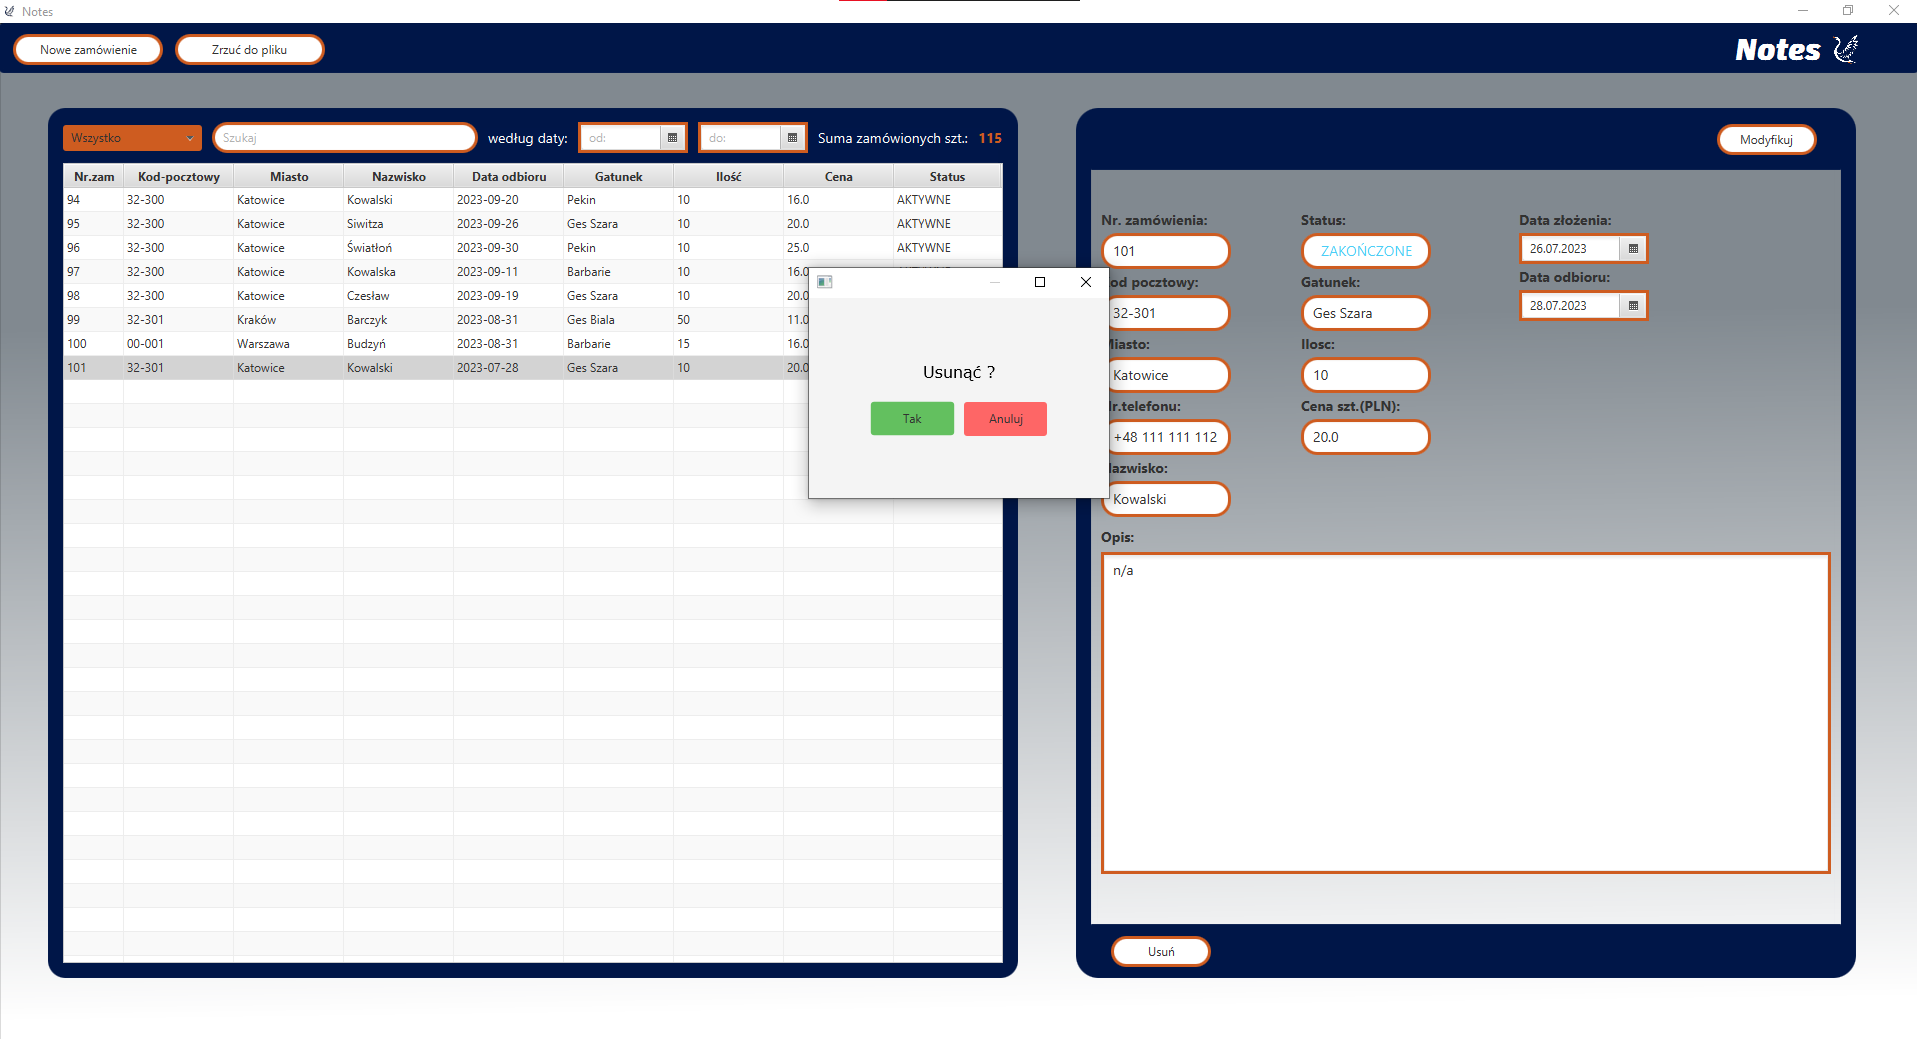 Notes
Nowe zamówienie Zrzuć do pliku Notes
Wszystko Szukaj według daty: od: do: Suma zamówionych szt.: 115
Nr.zam Kod-pocztowy Miasto Nazwisko Data odbioru Gatunek Ilość Cena Status
94 32-300 Katowice Kowalski 2023-09-20 Pekin 10 16.0 AKTYWNE
95 32-300 Katowice Siwitza 2023-09-26 Ges Szara 10 20.0 AKTYWNE
96 32-300 Katowice Światłoń 2023-09-30 Pekin 10 25.0 AKTYWNE
97 32-300 Katowice Kowalska 2023-09-11 Barbarie 10 16.0
98 32-300 Katowice Czesław 2023-09-19 Ges Szara 10 20.0
99 32-301 Kraków Barczyk 2023-08-31 Ges Biala 50 11.0
100 00-001 Warszawa Budzyń 2023-08-31 Barbarie 15 16.0
101 32-301 Katowice Kowalski 2023-07-28 Ges Szara 10 20.0
Usunąć ?
Tak Anuluj
Modyfikuj
Nr. zamówienia: Status: Data złożenia:
101 ZAKOŃCZONE 26.07.2023
od pocztowy: Gatunek: Data odbioru:
32-301 Ges Szara 28.07.2023
iasto: Ilosc:
Katowice 10
r.telefonu: Cena szt.(PLN):
+48 111 111 112 20.0
azwisko:
Kowalski
Opis:
n/a
Usuń